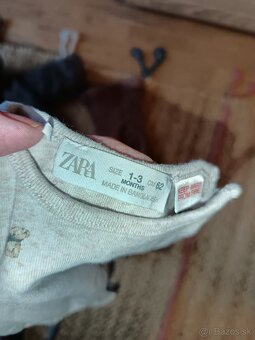 ZARA
SIZE 1-3 CM 62
MONTHS
MADE IN BANGLADESH
© Bazos.sk